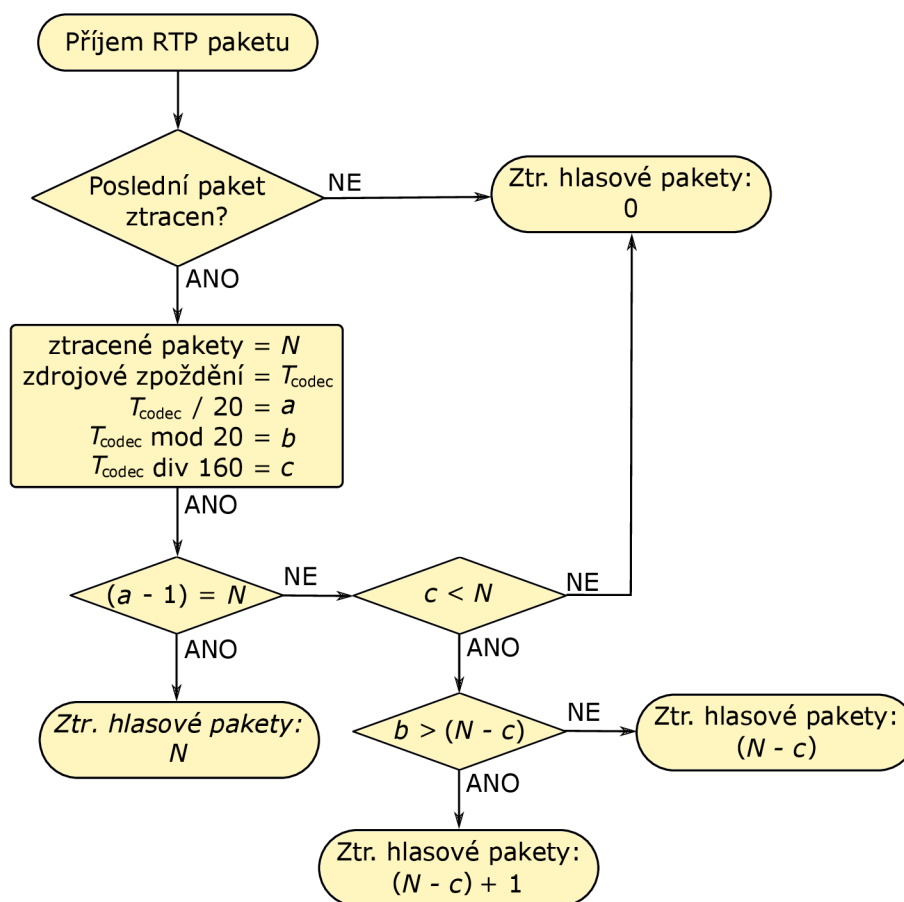 Příjem RTP paketu
Poslední paket
ztracen?
NE
Ztr. hlasové pakety:
0
ANO
ztracené pakety = N
zdrojové zpoždění = Tcodec
Tcodec / 20 = a
Tcodec mod 20 = b
Tcodec div 160 = c
ANO
(a - 1) = N
NE
c < N
NE
ANO
ANO
Ztr. hlasové pakety:
N
b > (N - c)
NE
Ztr. hlasové pakety:
(N - c)
ANO
Ztr. hlasové pakety:
(N - c) + 1